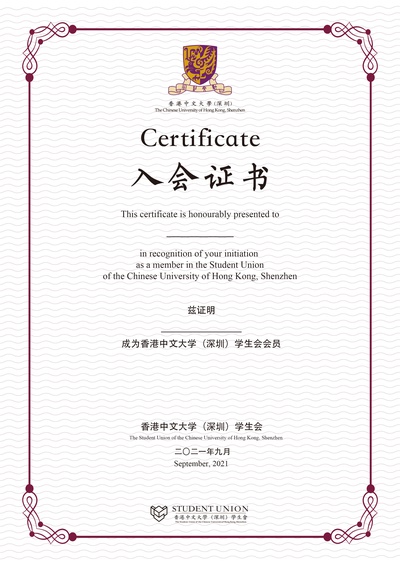 香港中文大學(深圳)
The Chinese University of Hong Kong, Shenzhen
Certificate
入会证书
This certificate is honourably presented to
in recognition of your initiation
as a member in the Student Union
of the Chinese University of Hong Kong, Shenzhen
兹证明
成为香港中文大学（深圳）学生会会员
香港中文大学（深圳）学生会
The Student Union of the Chinese University of Hong Kong, Shenzhen
二〇二一年九月
September, 2021
STUDENT UNION
香港中文大學（深圳）學生會